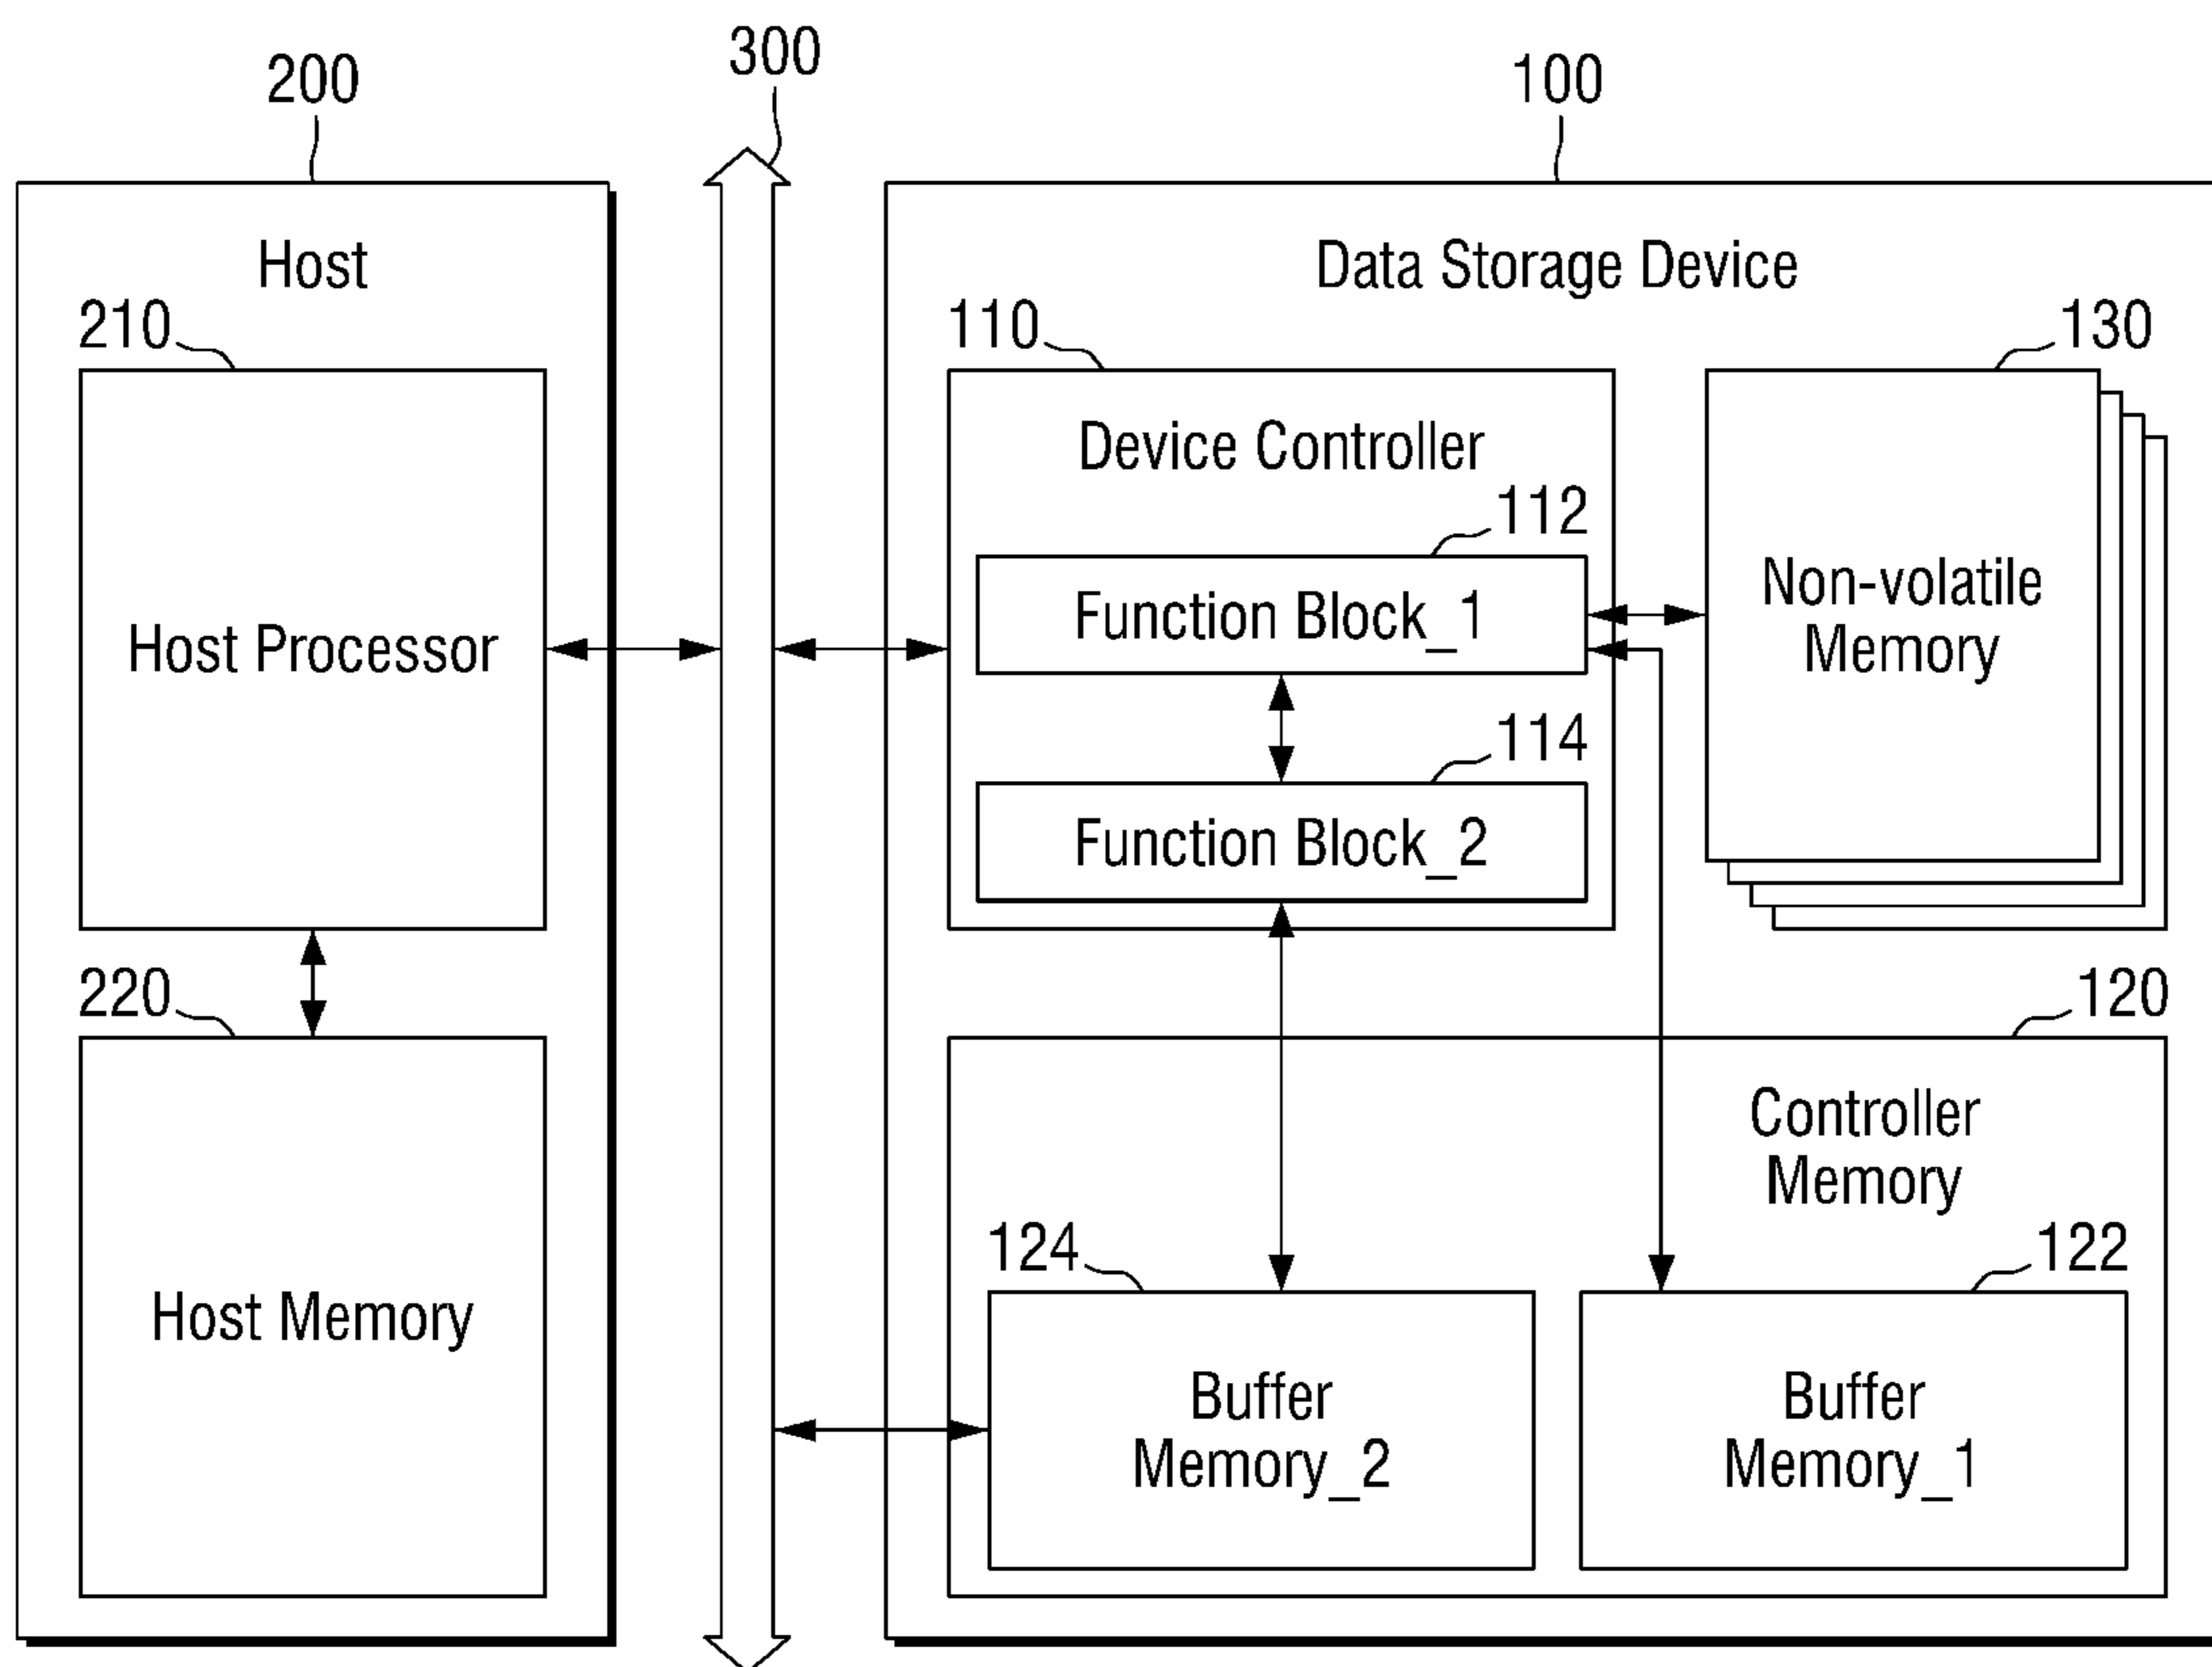 300
200
100
Host
Data Storage Device
210
110
130
Device Controller
112
Non-volatile
Memory
Function Block_1
Host Processor
114
Function Block_2
220
120
Controller
Memory
124
122
Host Memory
Buffer
Memory_2
Buffer
Memory_1